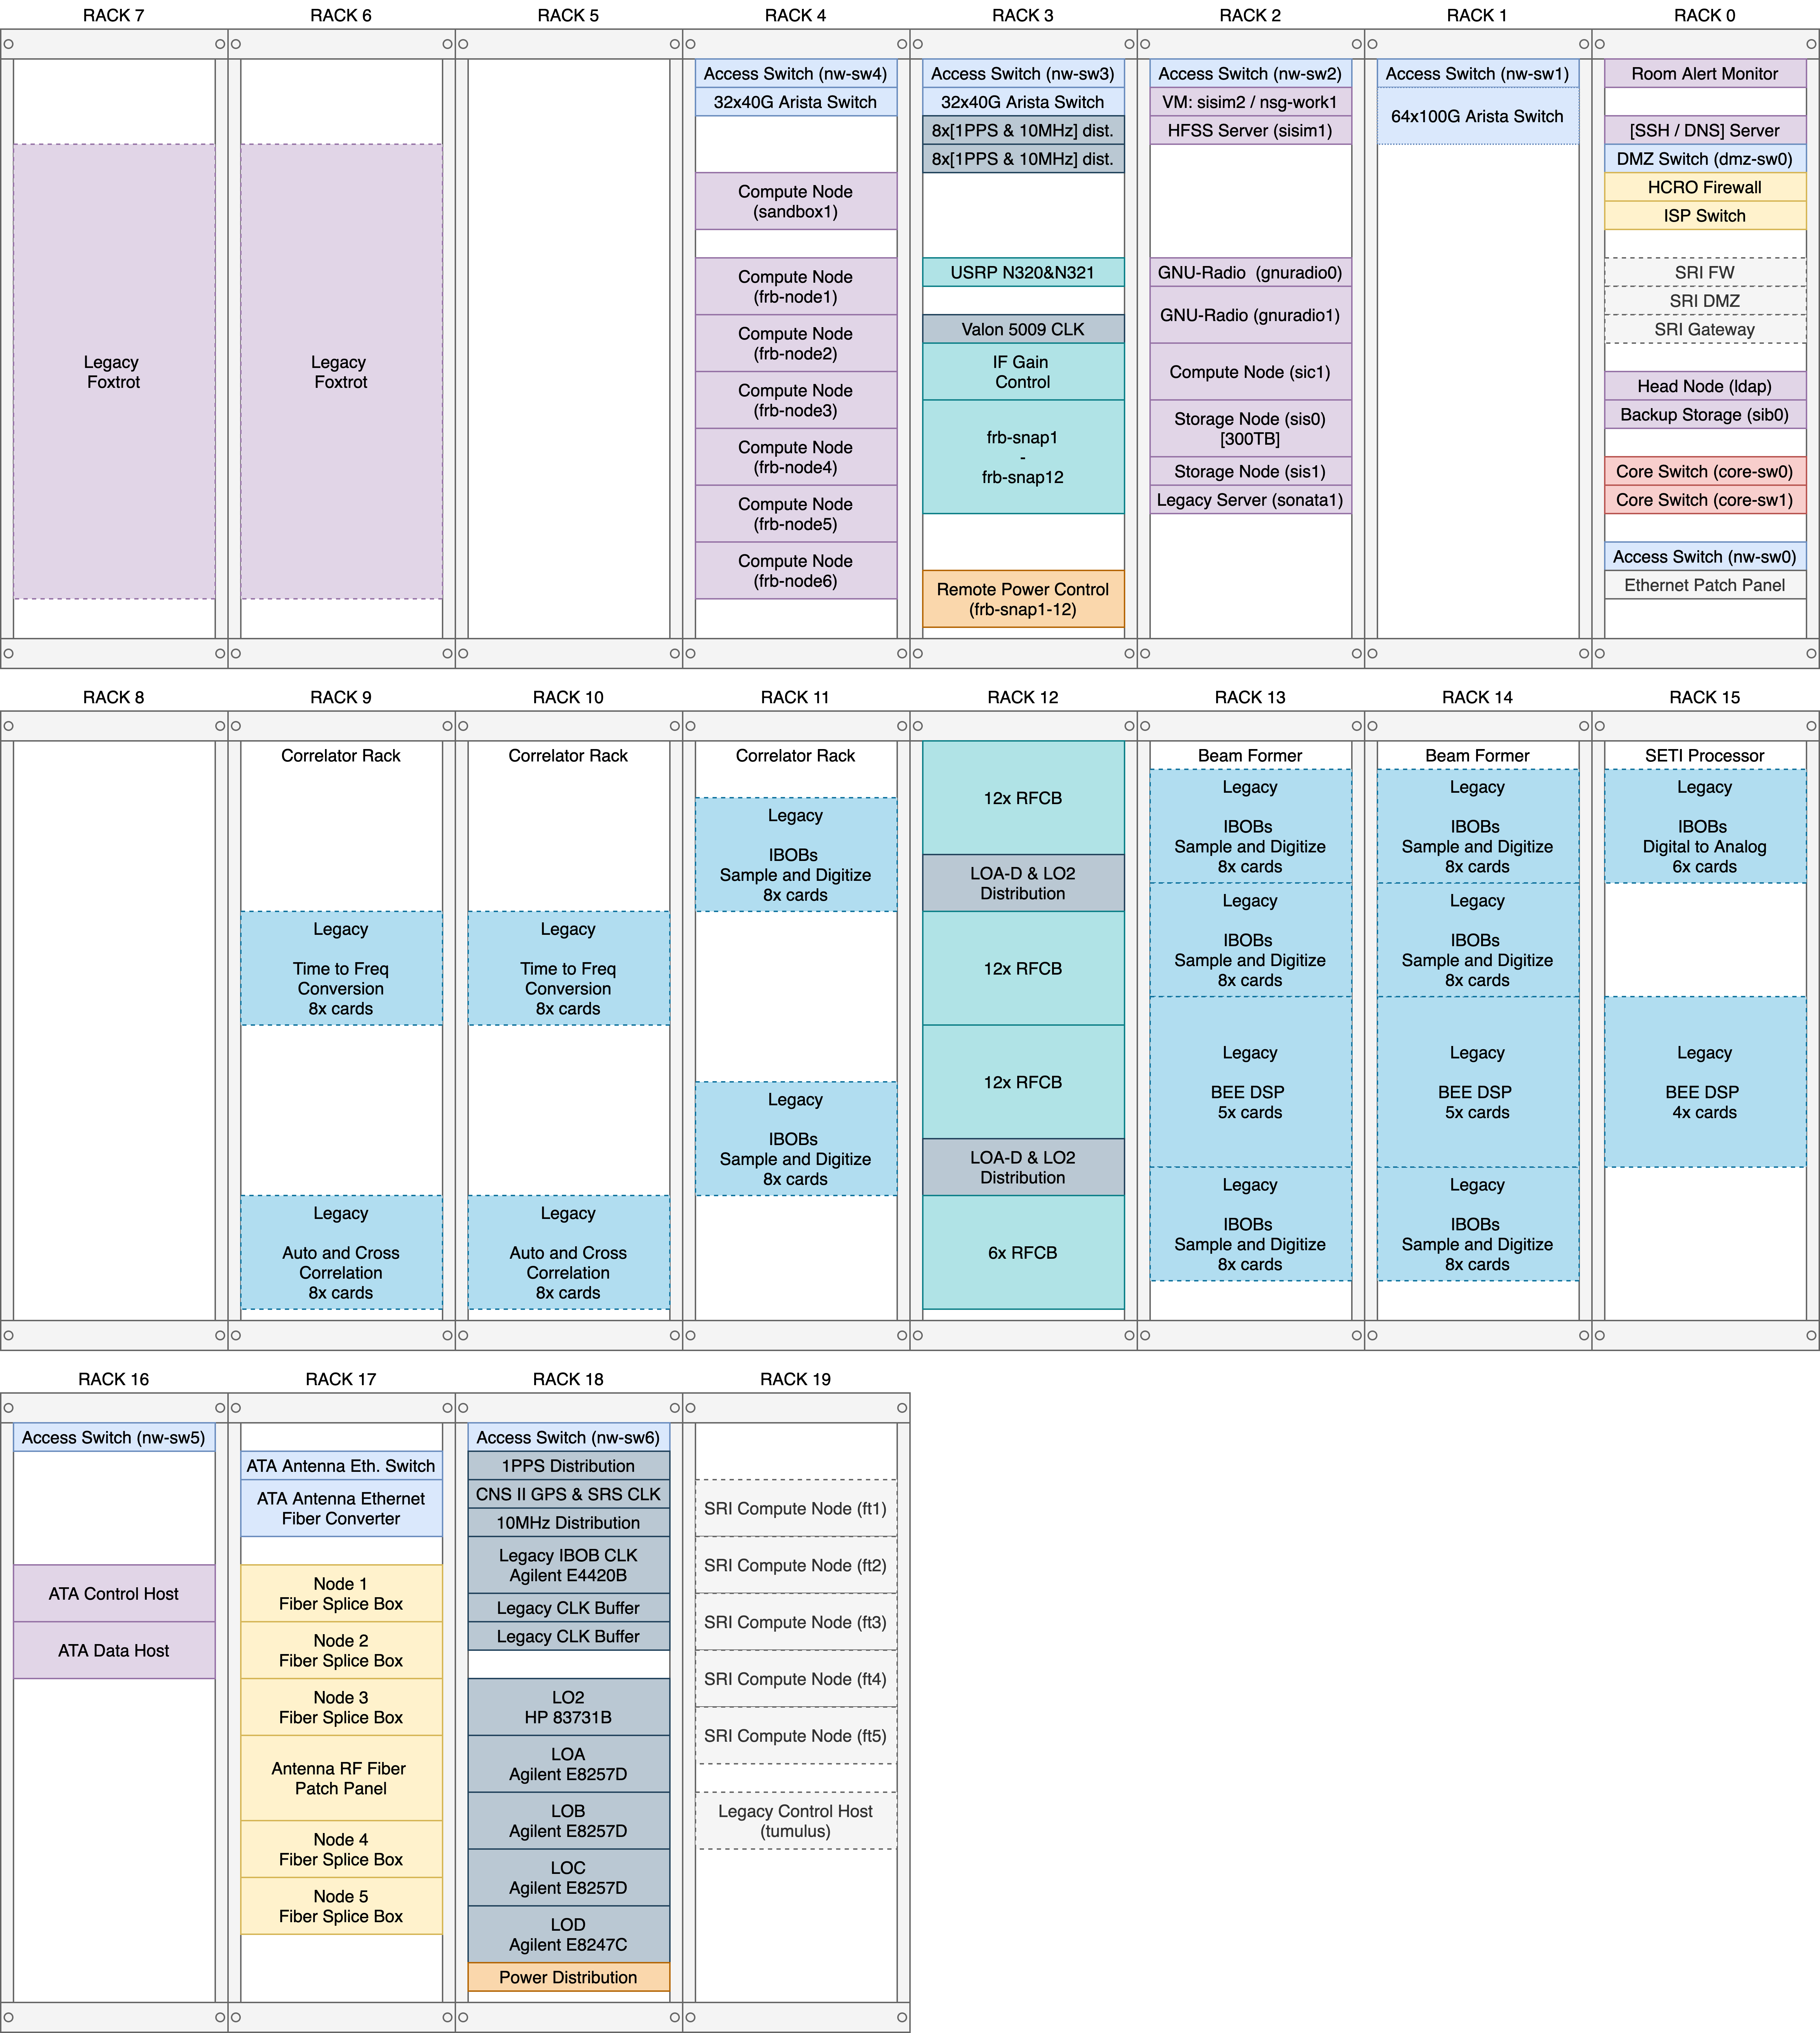 RACK 7
RACK 6
RACK 5
RACK 4
RACK 3
RACK 2
RACK 1
RACK 0
Legacy
Foxtrot
Legacy
Foxtrot
Access Switch (nw-sw4)
32x40G Arista Switch
Compute Node
(sandbox1)
Compute Node
(frb-node1)
Compute Node
(frb-node2)
Compute Node
(frb-node3)
Compute Node
(frb-node4)
Compute Node
(frb-node5)
Compute Node
(frb-node6)
Access Switch (nw-sw3)
32x40G Arista Switch
8x[1PPS & 10MHz] dist.
8x[1PPS & 10MHz] dist.
USRP N320&N321
Valon 5009 CLK
IF Gain
Control
frb-snap1
-
frb-snap12
Remote Power Control
(frb-snap1-12)
Access Switch (nw-sw2)
VM: sisim2 / nsg-work1
HFSS Server (sisim1)
GNU-Radio (gnuradio0)
GNU-Radio (gnuradio1)
Compute Node (sic1)
Storage Node (sis0)
[300TB]
Storage Node (sis1)
Legacy Server (sonata1)
Access Switch (nw-sw1)
64x100G Arista Switch
Room Alert Monitor
[SSH / DNS] Server
DMZ Switch (dmz-sw0)
HCRO Firewall
ISP Switch
SRI FW
SRI DMZ
SRI Gateway
Head Node (ldap)
Backup Storage (sib0)
Core Switch (core-sw0)
Core Switch (core-sw1)
Access Switch (nw-sw0)
Ethernet Patch Panel
RACK 8
RACK 9
RACK 10
RACK 11
RACK 12
RACK 13
RACK 14
RACK 15
Correlator Rack
Legacy
Time to Freq
Conversion
8x cards
Legacy
Auto and Cross
Correlation
8x cards
Correlator Rack
Legacy
Time to Freq
Conversion
8x cards
Legacy
Auto and Cross
Correlation
8x cards
Correlator Rack
Legacy
IBOBs
Sample and Digitize
8x cards
Legacy
IBOBs
Sample and Digitize
8x cards
12x RFCB
LOA-D & LO2
Distribution
12x RFCB
12x RFCB
LOA-D & LO2
Distribution
6x RFCB
Beam Former
Legacy
IBOBs
Sample and Digitize
8x cards
Legacy
IBOBs
Sample and Digitize
8x cards
Legacy
BEE DSP
5x cards
Legacy
IBOBs
Sample and Digitize
8x cards
Beam Former
Legacy
IBOBs
Sample and Digitize
8x cards
Legacy
IBOBs
Sample and Digitize
8x cards
Legacy
BEE DSP
5x cards
Legacy
IBOBs
Sample and Digitize
8x cards
SETI Processor
Legacy
IBOBs
Digital to Analog
6x cards
Legacy
BEE DSP
4x cards
RACK 16
RACK 17
RACK 18
RACK 19
Access Switch (nw-sw5)
ATA Control Host
ATA Data Host
ATA Antenna Eth. Switch
ATA Antenna Ethernet
Fiber Converter
Node 1
Fiber Splice Box
Node 2
Fiber Splice Box
Node 3
Fiber Splice Box
Antenna RF Fiber
Patch Panel
Node 4
Fiber Splice Box
Node 5
Fiber Splice Box
Access Switch (nw-sw6)
1PPS Distribution
CNS II GPS & SRS CLK
10MHz Distribution
Legacy IBOB CLK
Agilent E4420B
Legacy CLK Buffer
Legacy CLK Buffer
LO2
HP 83731B
LOA
Agilent E8257D
LOB
Agilent E8257D
LOC
Agilent E8257D
LOD
Agilent E8247C
Power Distribution
SRI Compute Node (ft1)
SRI Compute Node (ft2)
SRI Compute Node (ft3)
SRI Compute Node (ft4)
SRI Compute Node (ft5)
Legacy Control Host
(tumulus)